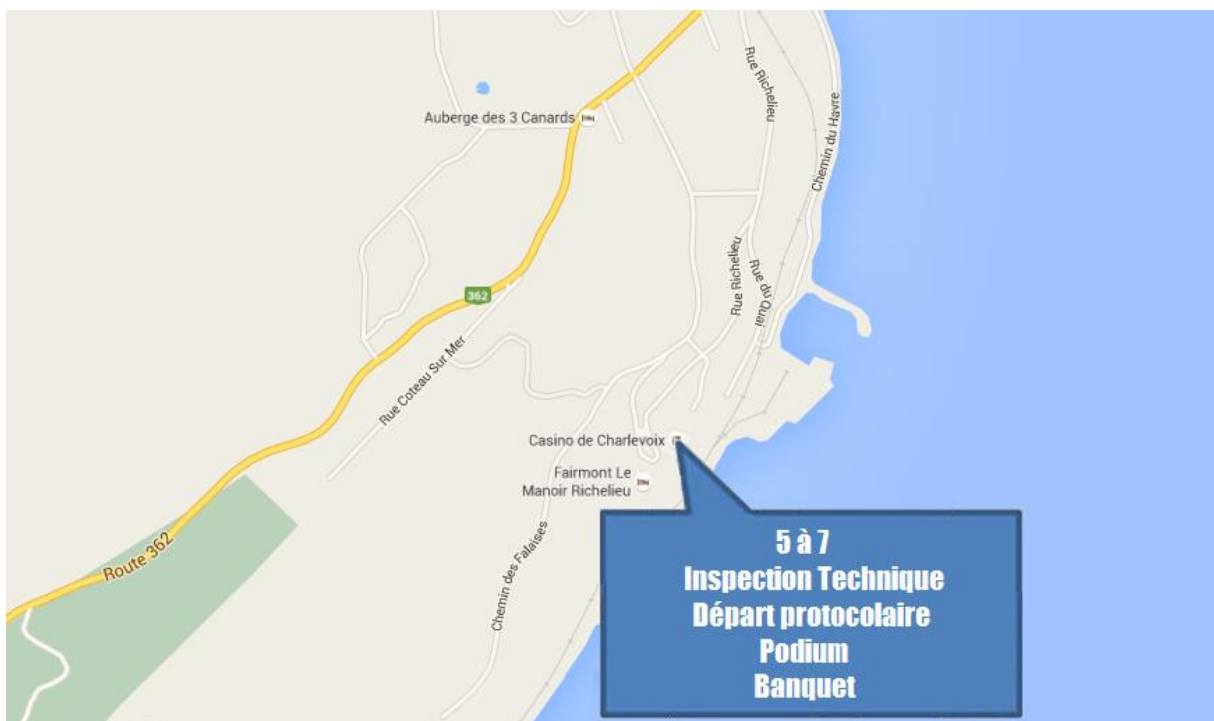 Rue Richelieu
Auberge des 3 Canards
Chemin du Havre
Rue Richelieu
Rue du Quai
362
Rue Coteau Sur Mer
Casino de Charlevoix
Fairmont Le
Manoir Richelieu
Route 362
Chemin des Falaises
5 à 7
Inspection Technique
Départ protocolaire
Podium
Banquet